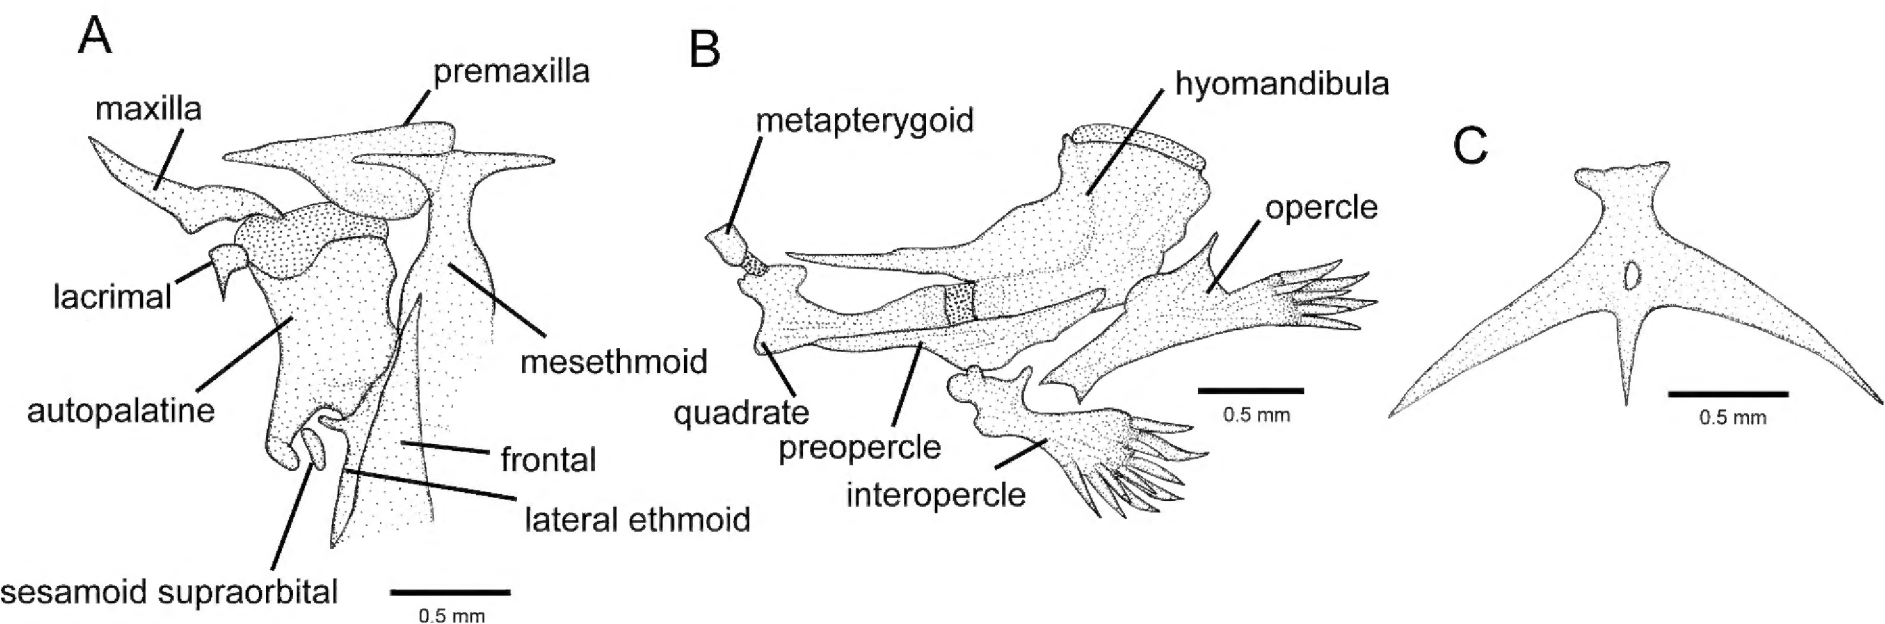 A
premaxilla
maxilla
lacrimal
mesethmoid
autopalatine
frontal
lateral ethmoid
sesamoid supraorbital
0.5 mm
B
hyomandibula
metapterygoid
opercle
quadrate
preopercle
interopercle
0.5 mm
C
0.5 mm